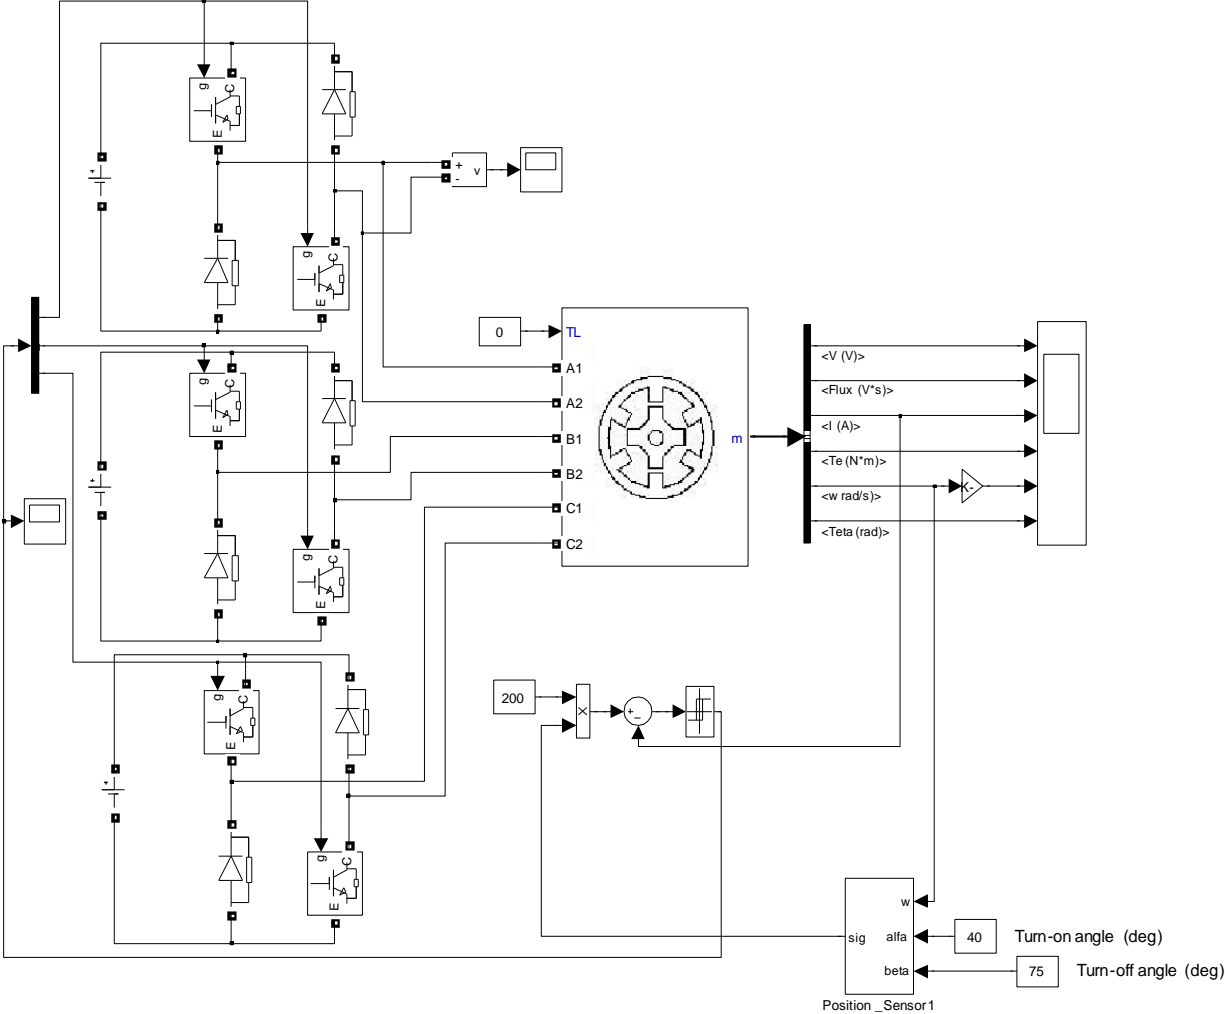 g
C
E
+
+
-
v
g
C
E
0
TL
A1
<V (V)>
g
C
E
A2
<Flux (V*s)>
<I (A)>
B1
m
<Te (N*m)>
+
B2
<w rad/s)>
K-
C1
<Teta (rad)>
C2
g
C
E
g
C
E
200
×
+
_
+
g
C
E
w
sig
alfa
40
Turn-on angle (deg)
beta
75
Turn-off angle (deg)
Position _Sensor1